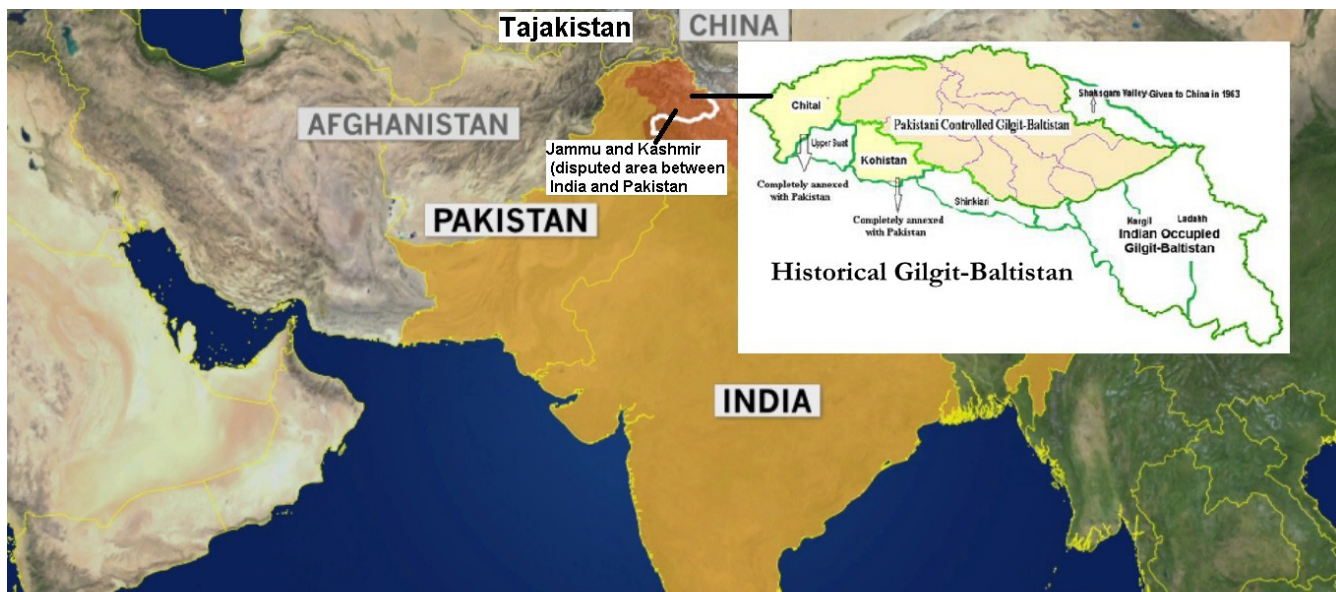 Tajakistan
CHINA
AFGHANISTAN
Jammu and Kashmir
(disputed area between
India and Pakistan
PAKISTAN
INDIA
Chital
Shaksgam Valley-Given to China in 1963
Pakistani Controlled Gilgit-Baltistan
Upper Swat
Kohistan
Completely annexed
with Pakistan
Shinkiari
Completely annexed
with Pakistan
Kargil
Ladakh
Indian Occupied
Gilgit-Baltistan
Historical Gilgit-Baltistan